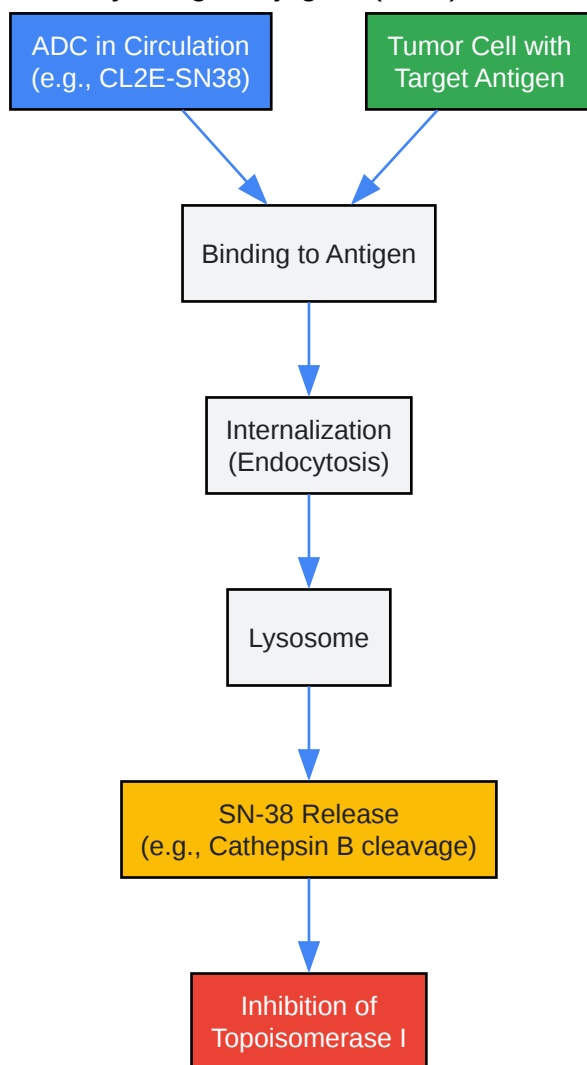 ADC in Circulation
(e.g., CL2E-SN38)
Tumor Cell with
Target Antigen
Binding to Antigen
Internalization
(Endocytosis)
Lysosome
SN-38 Release
(e.g., Cathepsin B cleavage)
Inhibition of
Topoisomerase I